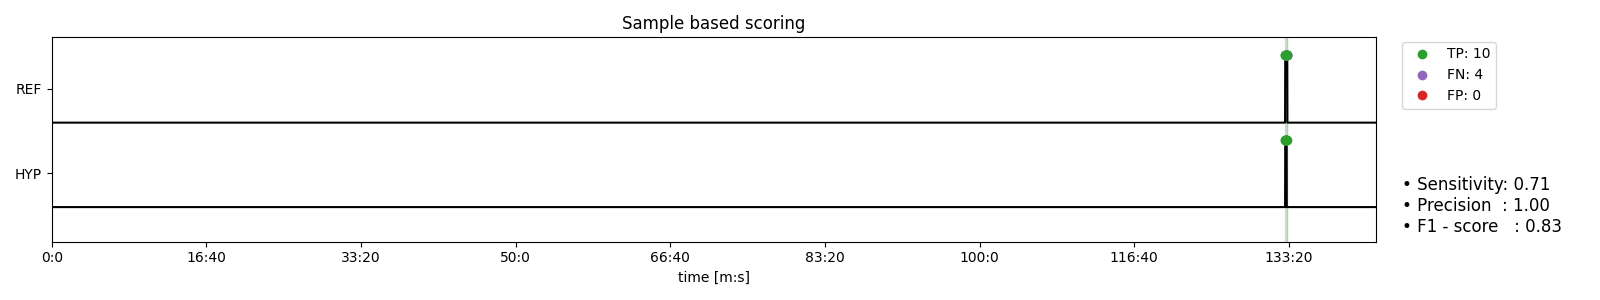 Sample based scoring
REF
HYP
0:0
16:40
33:20
50:0
66:40
83:20
100:0
116:40
133:20
time [m:s]
TP: 10
FN: 4
FP: 0
• Sensitivity: 0.71
• Precision : 1.00
• F1 - score : 0.83